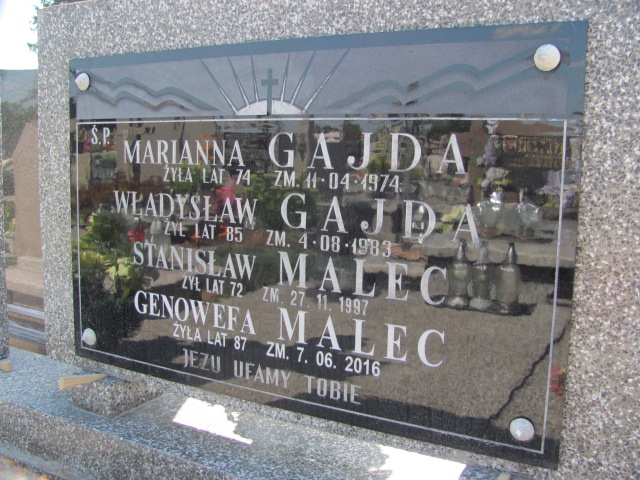 Ś.P.
MARIANNA GAJDA
ŻYŁA LAT 74 ZM. 11·04·1974
WŁADYSŁAW GAJDA
ŻYŁ LAT 85 ZM. 4·08·1983
STANISŁAW MALEC
ŻYŁ LAT 72 ZM. 27. 11. 1997
GENOWEFA MALEC
ŻYŁA LAT 87 ZM. 7. 06. 2016
JEZU UFAMY TOBIE